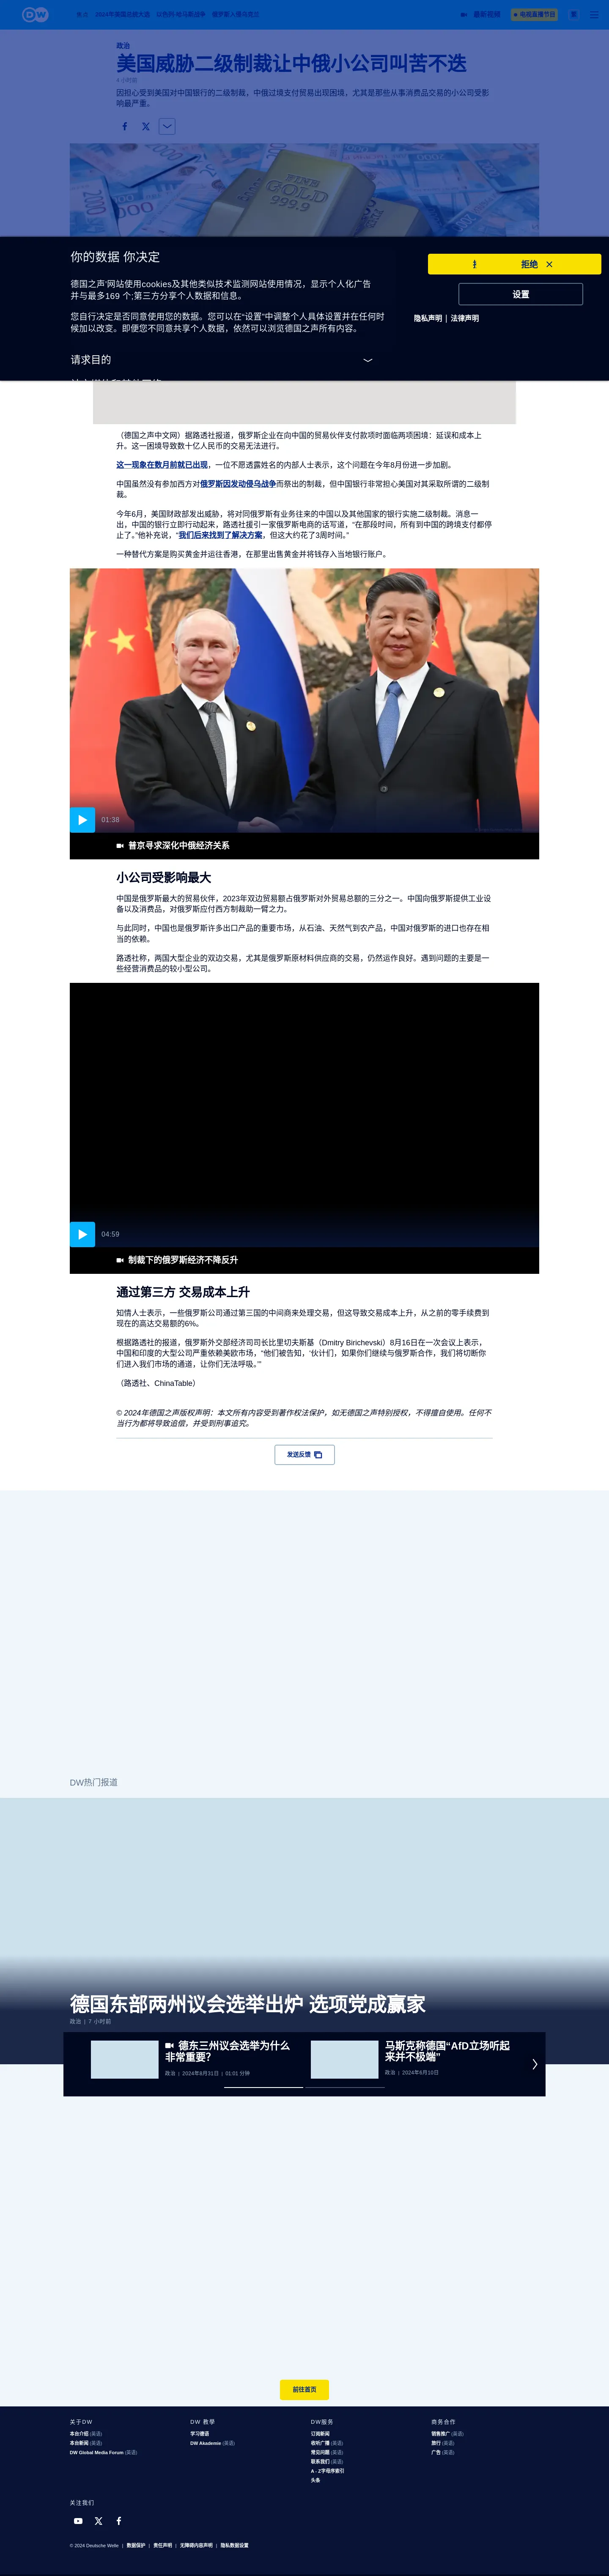 DW
2024年美国总统大选
以色列-哈马斯战争
俄罗斯入侵乌克兰
最新视频
电视直播节目
繁
政治
美国威胁二级制裁让中俄小公司叫苦不迭
4 小时前
因担心受到美国对中国银行的二级制裁，中俄过境支付贸易出现困境，尤其是那些从事消费品交易的小公司受影
响最严重。
FINE
GOLD
999.9
你的数据 你决定
德国之声网站使用cookies及其他类似技术监测网站使用情况，显示个人化广告
并与最多169 个;第三方分享个人数据和信息。
您自行决定是否同意使用您的数据。您可以在“设置”中调整个人具体设置并在任何时
候加以改变。即便您不同意共享个人数据，依然可以浏览德国之声所有内容。
请求目的
拒绝
设置
隐私声明 | 法律声明
（德国之声中文网）据路透社报道，俄罗斯企业在向中国的贸易伙伴支付款项时面临两项困境：延误和成本上
升。这一困境导致数十亿人民币的交易无法进行。
这一现象在数月前就已出现，一位不愿透露姓名的内部人士表示，这个问题在今年8月份进一步加剧。
中国虽然没有参加西方对俄罗斯因发动侵乌战争而祭出的制裁，但中国银行非常担心美国对其采取所谓的二级制
裁。
今年6月，美国财政部发出威胁，将对同俄罗斯有业务往来的中国以及其他国家的银行实施二级制裁。消息一
出，中国的银行立即行动起来，路透社援引一家俄罗斯电商的话写道，“在那段时间，所有到中国的跨境支付都停
止了。”他补充说，“我们后来找到了解决方案，但这大约花了3周时间。”
一种替代方案是购买黄金并运往香港，在那里出售黄金并将钱存入当地银行账户。
01:38
普京寻求深化中俄经济关系
小公司受影响最大
中国是俄罗斯最大的贸易伙伴，2023年双边贸易额占俄罗斯对外贸易总额的三分之一。中国向俄罗斯提供工业设
备以及消费品，对俄罗斯应付西方制裁助一臂之力。
与此同时，中国也是俄罗斯许多出口产品的重要市场，从石油、天然气到农产品，中国对俄罗斯的进口也存在相
当的依赖。
路透社称，两国大型企业的双边交易，尤其是俄罗斯原材料供应商的交易，仍然运作良好。遇到问题的主要是一
些经营消费品的较小型公司。
04:59
制裁下的俄罗斯经济不降反升
通过第三方 交易成本上升
知情人士表示，一些俄罗斯公司通过第三国的中间商来处理交易，但这导致交易成本上升，从之前的零手续费到
现在的高达交易额的6%。
根据路透社的报道，俄罗斯外交部经济司司长比里切夫斯基（Dmitry Birichevski）8月16日在一次会议上表示，
中国和印度的大型公司严重依赖美欧市场，“他们被告知，‘伙计们，如果你们继续与俄罗斯合作，我们将切断你
们进入我们市场的通道，让你们无法呼吸。’”
（路透社、ChinaTable）
© 2024年德国之声版权声明：本文所有内容受到著作权法保护，如无德国之声特别授权，不得擅自使用。任何不
当行为都将导致追偿，并受到刑事追究。
发送反馈
DW热门报道
德国东部两州议会选举出炉 选项党成赢家
政治 | 7 小时前
德东三州议会选举为什么
非常重要?
政治 | 2024年8月31日 | 01:01 分钟
马斯克称德国“AfD立场听起
来并不极端”
政治 | 2024年6月10日
前往首页
关于DW
本台介绍 (英语)
本台新闻 (英语)
DW Global Media Forum (英语)
DW 教學
学习德语
DW Akademie (英语)
DW服务
订阅新闻
收听广播 (英语)
常见问题 (英语)
联系我们 (英语)
A - Z字母序索引
头条
商务合作
销售推广 (英语)
旅行 (英语)
广告 (英语)
关注我们
© 2024 Deutsche Welle | 数据保护 | 责任声明 | 无障碍内容声明 | 隐私数据设置